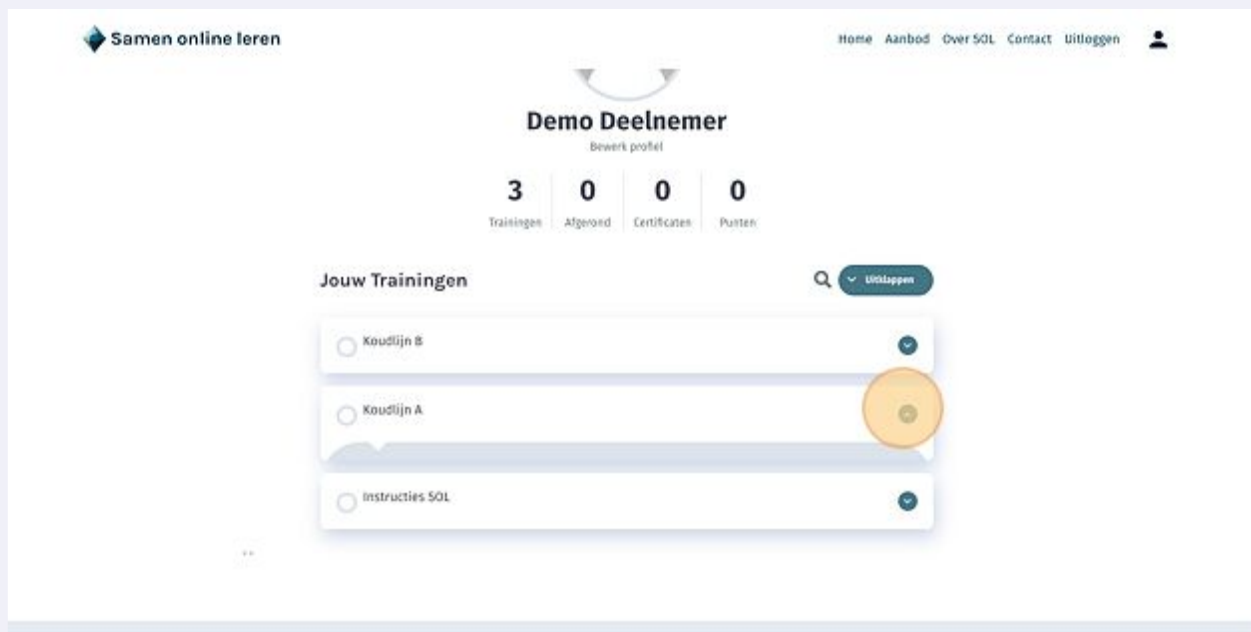 Samen online leren
Home Aanbod Over SOL Contact Uitloggen
Demo Deelnemer
Bewerk profiel
3 0 0 0
Trainingen Afgerond Certificaten Punten
Jouw Trainingen
Uitklappen
Koudlijn B
Koudlijn A
Instructies SOL